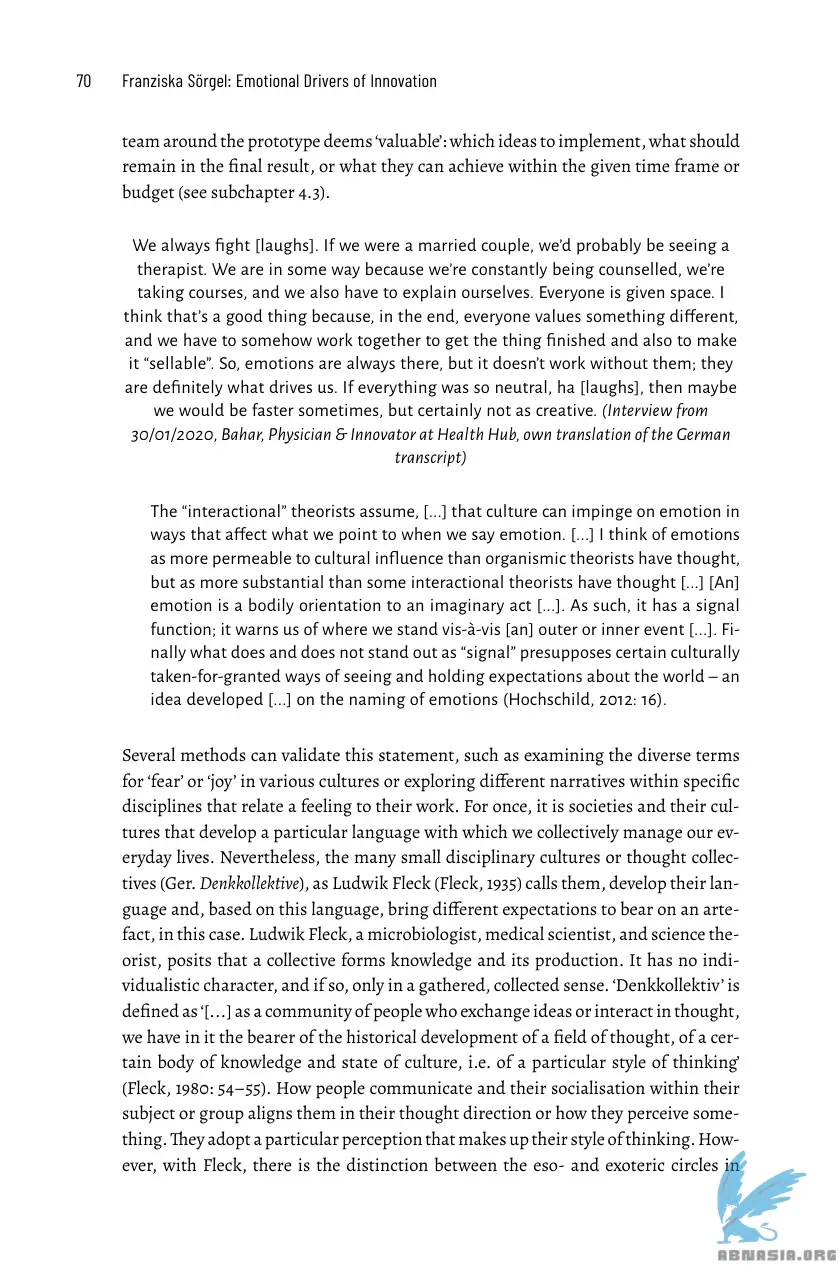 70 Franziska Sörgel: Emotional Drivers of Innovation
team around the prototype deems ‘valuable’: which ideas to implement, what should
remain in the final result, or what they can achieve within the given time frame or
budget (see subchapter 4.3).
We always fight [laughs]. If we were a married couple, we’d probably be seeing a
therapist. We are in some way because we’re constantly being counselled, we’re
taking courses, and we also have to explain ourselves. Everyone is given space. I
think that’s a good thing because, in the end, everyone values something different,
and we have to somehow work together to get the thing finished and also to make
it “sellable”. So, emotions are always there, but it doesn’t work without them; they
are definitely what drives us. If everything was so neutral, ha [laughs], then maybe
we would be faster sometimes, but certainly not as creative. (Interview from
30/01/2020, Bahar, Physician & Innovator at Health Hub, own translation of the German
transcript)
The “interactional” theorists assume, [...] that culture can impinge on emotion in
ways that affect what we point to when we say emotion. [...] I think of emotions
as more permeable to cultural influence than organismic theorists have thought,
but as more substantial than some interactional theorists have thought [...] [An]
emotion is a bodily orientation to an imaginary act [...]. As such, it has a signal
function; it warns us of where we stand vis-à-vis [an] outer or inner event [...]. Fi-
nally what does and does not stand out as “signal” presupposes certain culturally
taken-for-granted ways of seeing and holding expectations about the world – an
idea developed [...] on the naming of emotions (Hochschild, 2012: 16).
Several methods can validate this statement, such as examining the diverse terms
for ‘fear’ or ‘joy’ in various cultures or exploring different narratives within specific
disciplines that relate a feeling to their work. For once, it is societies and their cul-
tures that develop a particular language with which we collectively manage our ev-
eryday lives. Nevertheless, the many small disciplinary cultures or thought collec-
tives (Ger. Denkkollektive), as Ludwik Fleck (Fleck, 1935) calls them, develop their lan-
guage and, based on this language, bring different expectations to bear on an arte-
fact, in this case. Ludwik Fleck, a microbiologist, medical scientist, and science the-
orist, posits that a collective forms knowledge and its production. It has no indi-
vidualistic character, and if so, only in a gathered, collected sense. ‘Denkkollektiv’ is
defined as ‘[...] as a community of people who exchange ideas or interact in thought,
we have in it the bearer of the historical development of a field of thought, of a cer-
tain body of knowledge and state of culture, i.e. of a particular style of thinking’
(Fleck, 1980: 54–55). How people communicate and their socialisation within their
subject or group aligns them in their thought direction or how they perceive some-
thing. They adopt a particular perception that makes up their style of thinking. How-
ever, with Fleck, there is the distinction between the eso- and exoteric circles in
ABNASIA.ORG